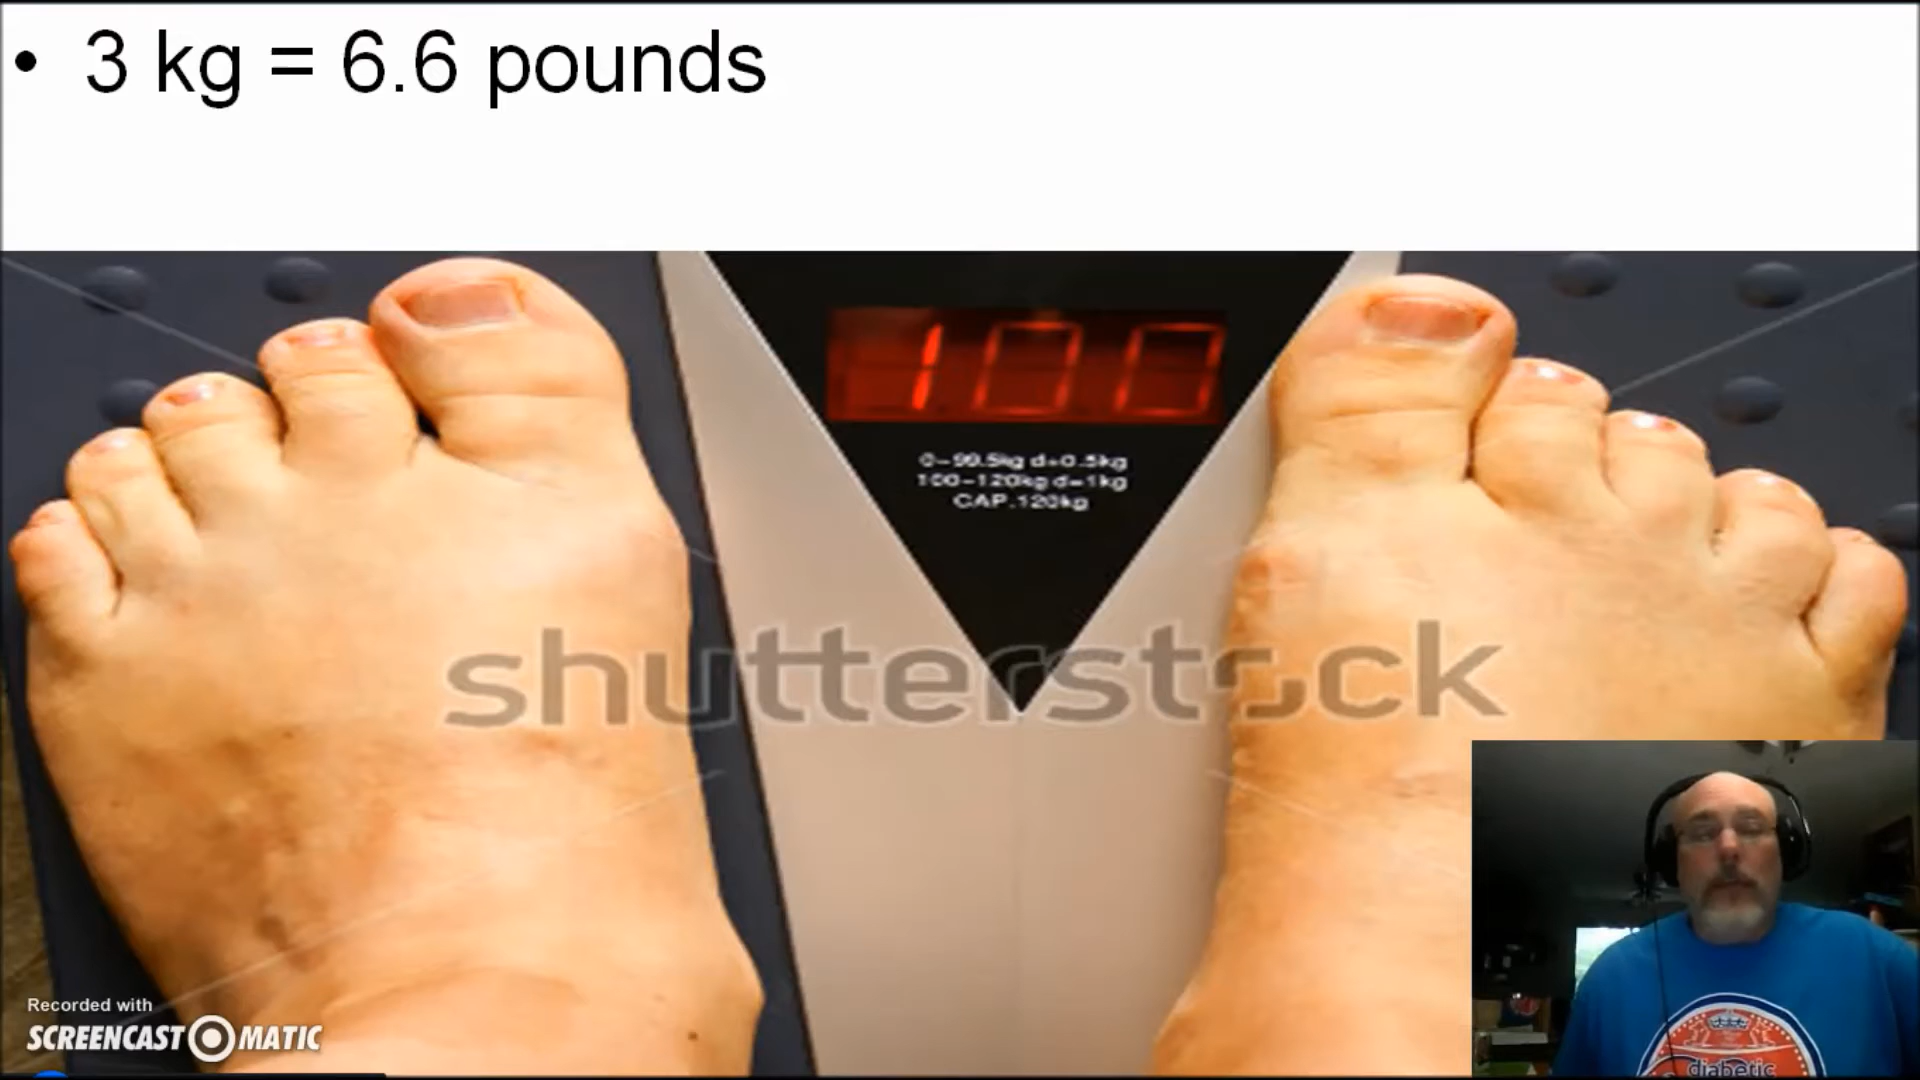 • 3 kg = 6.6 pounds
100
0-99.5kg d=0.5kg
100-120kg d=1kg
CAP.120kg
shutterstock
Recorded with
SCREENCAST MATIC
diabetic